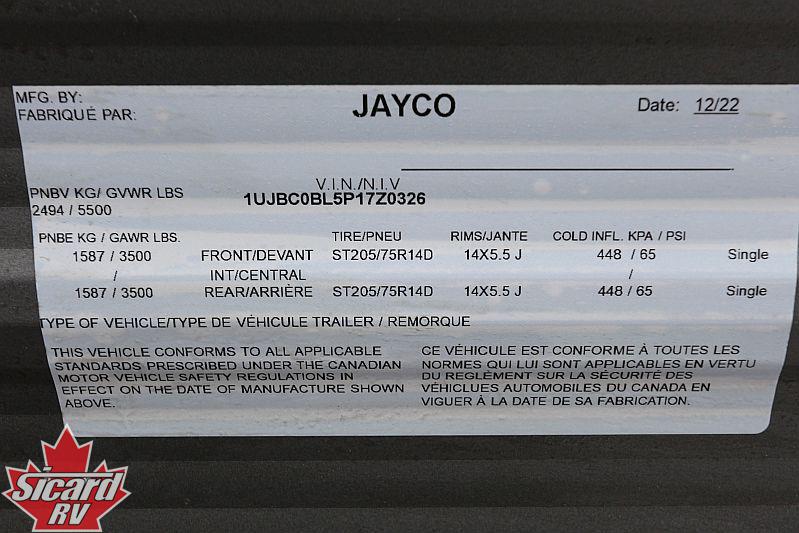 MFG. BY: JAYCO Date: 12/22
FABRIQUÉ PAR:
V.I.N./N.I.V
PNBV KG/ GVWR LBS 1UJBC0BL5P17Z0326
2494 / 5500
PNBE KG / GAWR LBS. TIRE/PNEU RIMS/JANTE COLD INFL. KPA / PSI
1587 / 3500 FRONT/DEVANT ST205/75R14D 14X5.5 J 448 / 65 Single
/ INT/CENTRAL /
1587 / 3500 REAR/ARRIÈRE ST205/75R14D 14X5.5 J 448 / 65 Single
TYPE OF VEHICLE/TYPE DE VÉHICULE TRAILER / REMORQUE
THIS VEHICLE CONFORMS TO ALL APPLICABLE
STANDARDS PRESCRIBED UNDER THE CANADIAN
MOTOR VEHICLE SAFETY REGULATIONS IN
EFFECT ON THE DATE OF MANUFACTURE SHOWN
ABOVE.
CE VÉHICULE EST CONFORME À TOUTES LES
NORMES QUI LUI SONT APPLICABLES EN VERTU
DU REGLÈMENT SUR LA SÉCURITÉ DES
VÉHICLUES AUTOMOBILES DU CANADA EN
VIGUER À LA DATE DE SA FABRICATION.
Sicard
RV